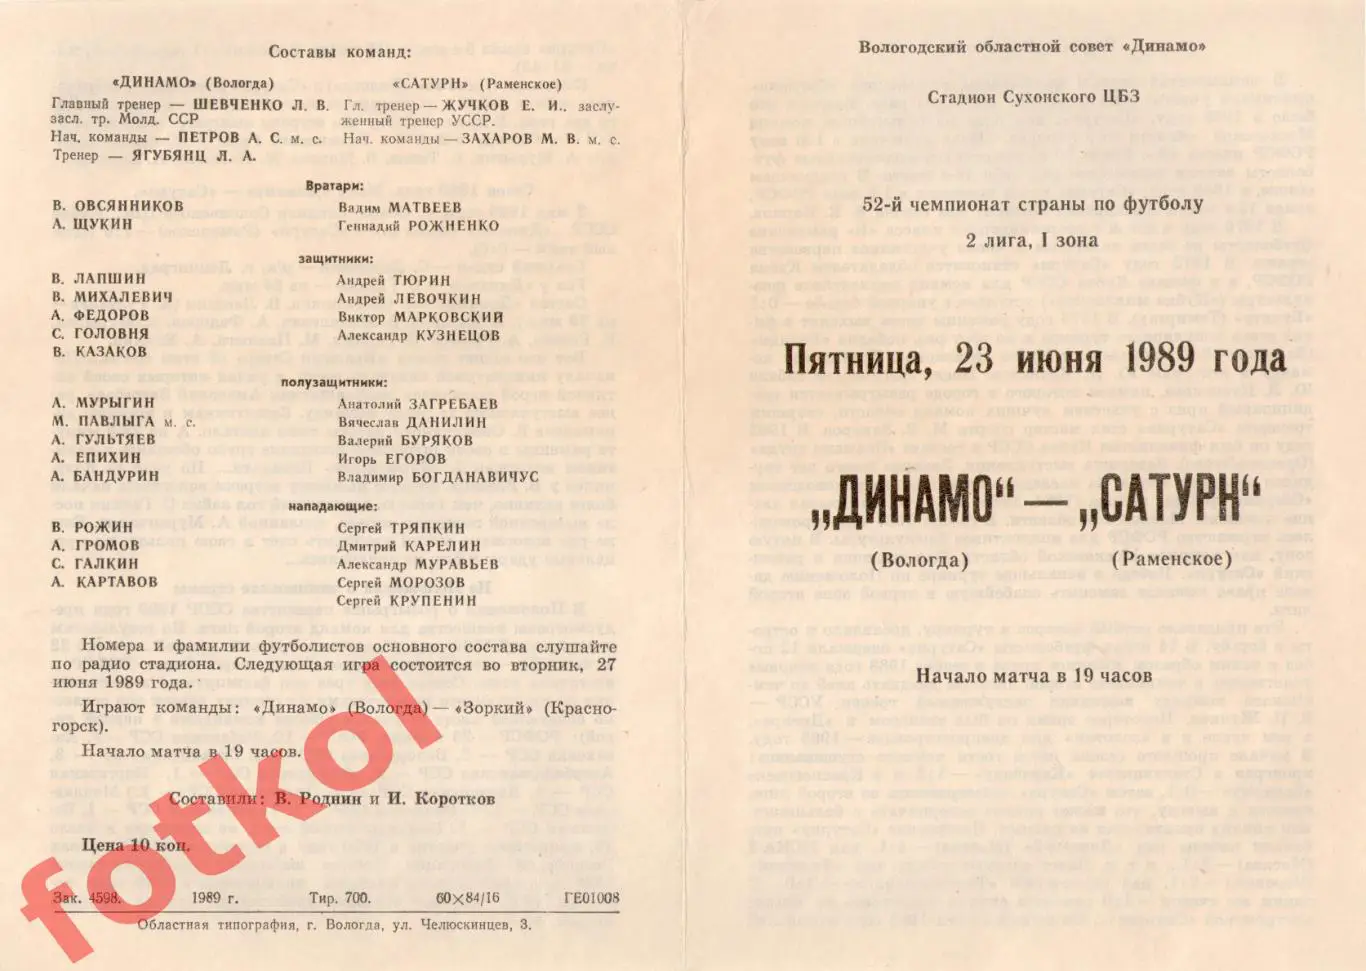 Составы команд:
«ДИНАМО» (Вологда)
Главный тренер — ШЕВЧЕНКО Л. В.
засл. тр. Молд. ССР
Нач. команды — ПЕТРОВ А. С. м. с.
Тренер — ЯГУБЯНЦ Л. А.
«САТУРН» (Раменское)
Гл. тренер — ЖУЧКОВ Е. И., заслу-
женный тренер УССР.
Нач. команды — ЗАХАРОВ М. В. м. с.
Вратари:
В. ОВСЯННИКОВ Вадим МАТВЕЕВ
А. ЩУКИН Геннадий РОЖНЕНКО
защитники:
В. ЛАПШИН Андрей ТЮРИН
В. МИХАЛЕВИЧ Андрей ЛЕВОЧКИН
А. ФЕДОРОВ Виктор МАРКОВСКИЙ
С. ГОЛОВНЯ Александр КУЗНЕЦОВ
В. КАЗАКОВ
полузащитники:
А. МУРЫГИН Анатолий ЗАГРЕБАЕВ
М. ПАВЛЫГА м. с. Вячеслав ДАНИЛИН
А. ГУЛЬТЯЕВ Валерий БУРЯКОВ
А. ЕПИХИН Игорь ЕГОРОВ
А. БАНДУРИН Владимир БОГДАНАВИЧУС
нападающие:
В. РОЖИН Сергей ТРЯПКИН
А. ГРОМОВ Дмитрий КАРЕЛИН
С. ГАЛКИН Александр МУРАВЬЕВ
А. КАРТАВОВ Сергей МОРОЗОВ
Сергей КРУПЕНИН
Номера и фамилии футболистов основного состава слушайте
по радио стадиона. Следующая игра состоится во вторник, 27
июня 1989 года.
Играют команды: «Динамо» (Вологда) — «Зоркий» (Красно-
горск).
Начало матча в 19 часов.
Составили: В. Роднин и И. Коротков
Цена 10 коп.
Зак. 4598. 1989 г. Тир. 700. 60×84/16 ГЕ01008
Областная типография, г. Вологда, ул. Челюскинцев, 3.
fotkol
Вологодский областной совет «Динамо»
Стадион Сухонского ЦБЗ
52-й чемпионат страны по футболу
2 лига, I зона
Пятница, 23 июня 1989 года
„ДИНАМО“ — „САТУРН“
(Вологда) (Раменское)
Начало матча в 19 часов